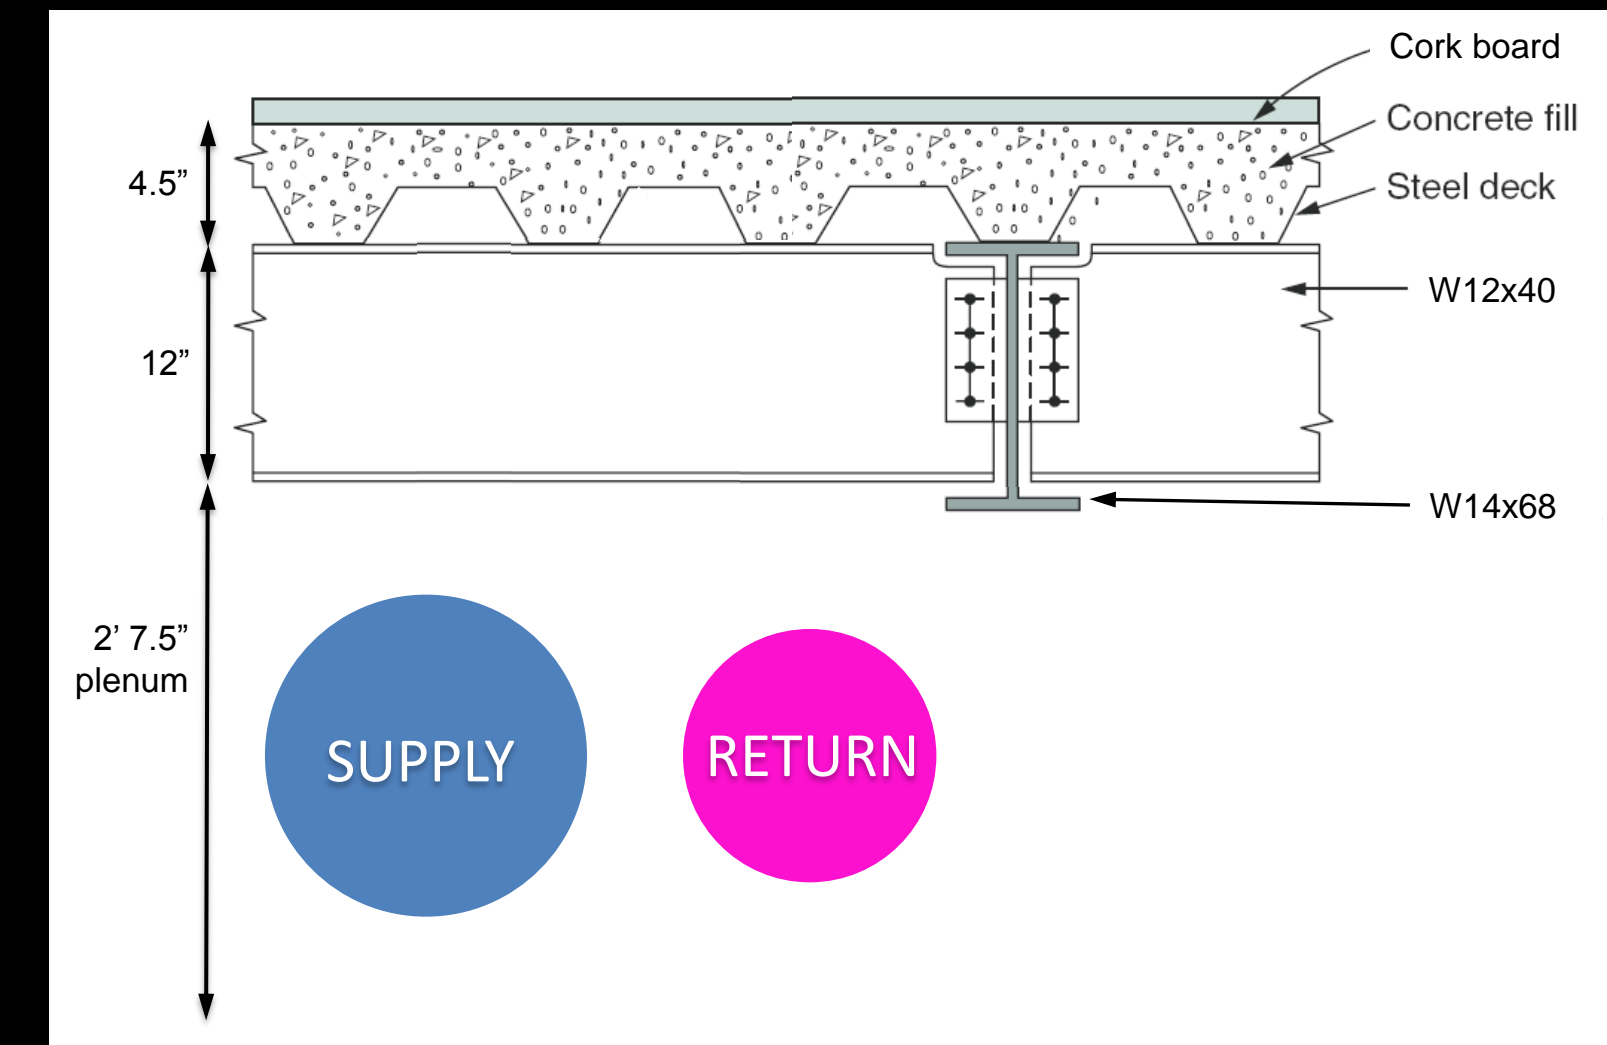 Cork board
Concrete fill
4.5”
Steel deck
W12x40
12”
W14x68
2’ 7.5”
plenum
SUPPLY
RETURN